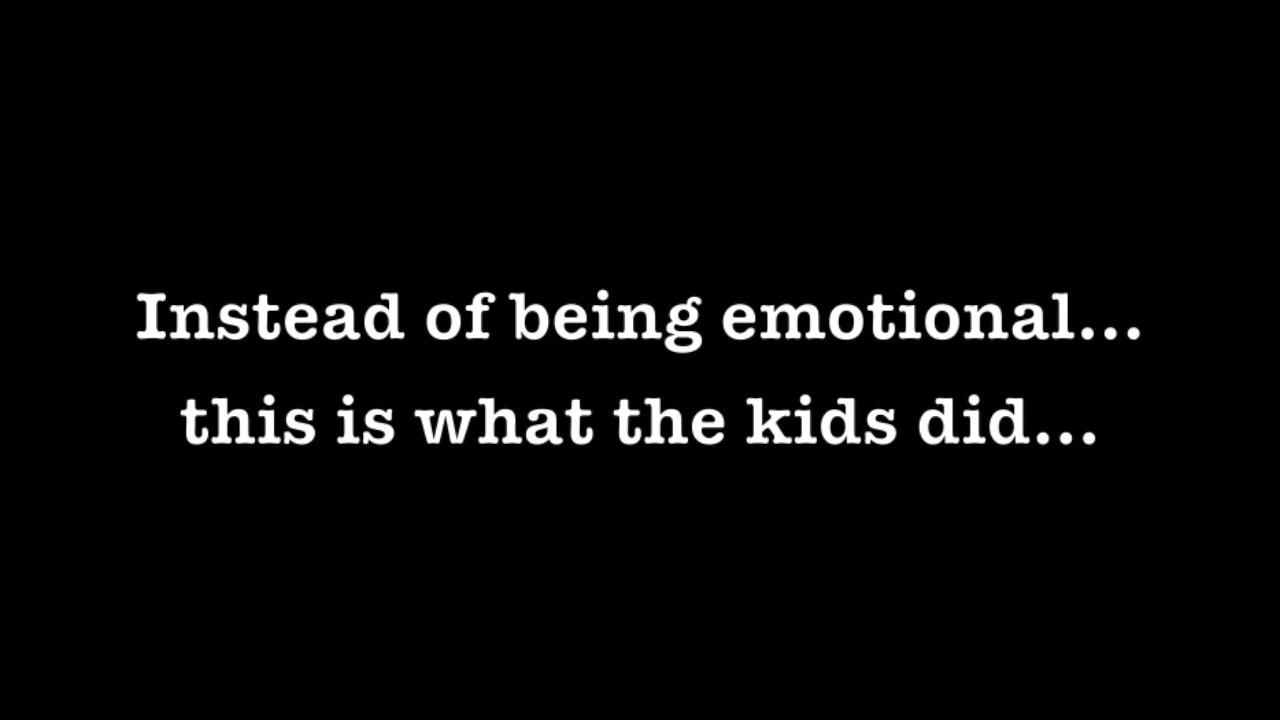 Instead of being emotional...
this is what the kids did...